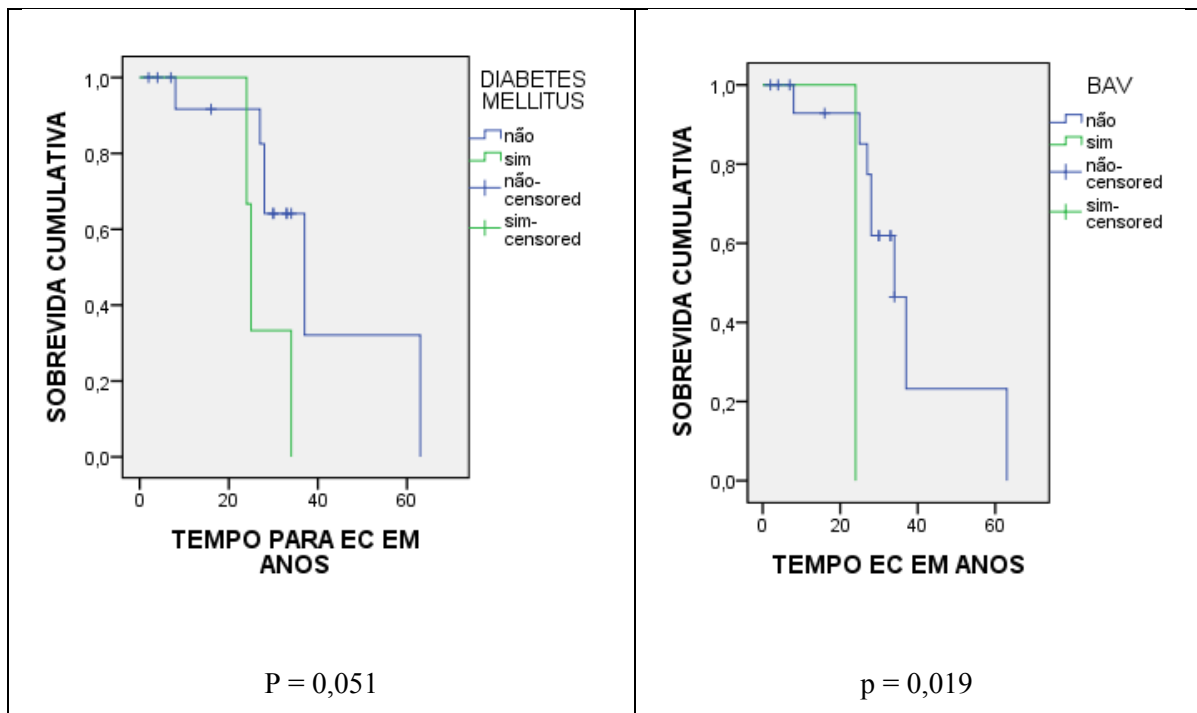 DIABETES
MELLITUS
não
sim
não-
censored
sim-
censored
SOBREVIDA CUMULATIVA
1,0
0,8
0,6
0,4
0,2
0,0
0 20 40 60
TEMPO PARA EC EM
ANOS
P = 0,051
BAV
não
sim
não-
censored
sim-
censored
SOBREVIDA CUMULATIVA
1,0
0,8
0,6
0,4
0,2
0,0
0 20 40 60
TEMPO EC EM ANOS
p = 0,019